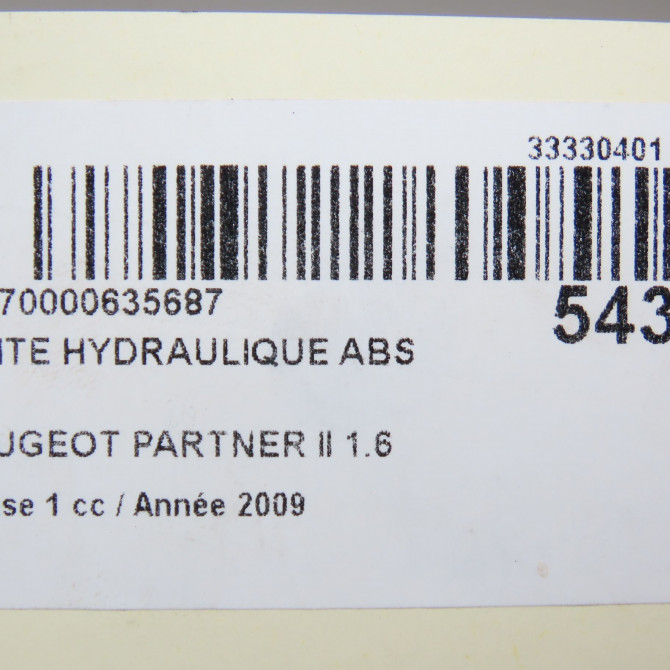 33330401
70000635687
543
ITE HYDRAULIQUE ABS
UGEOT PARTNER II 1.6
se 1 cc / Année 2009